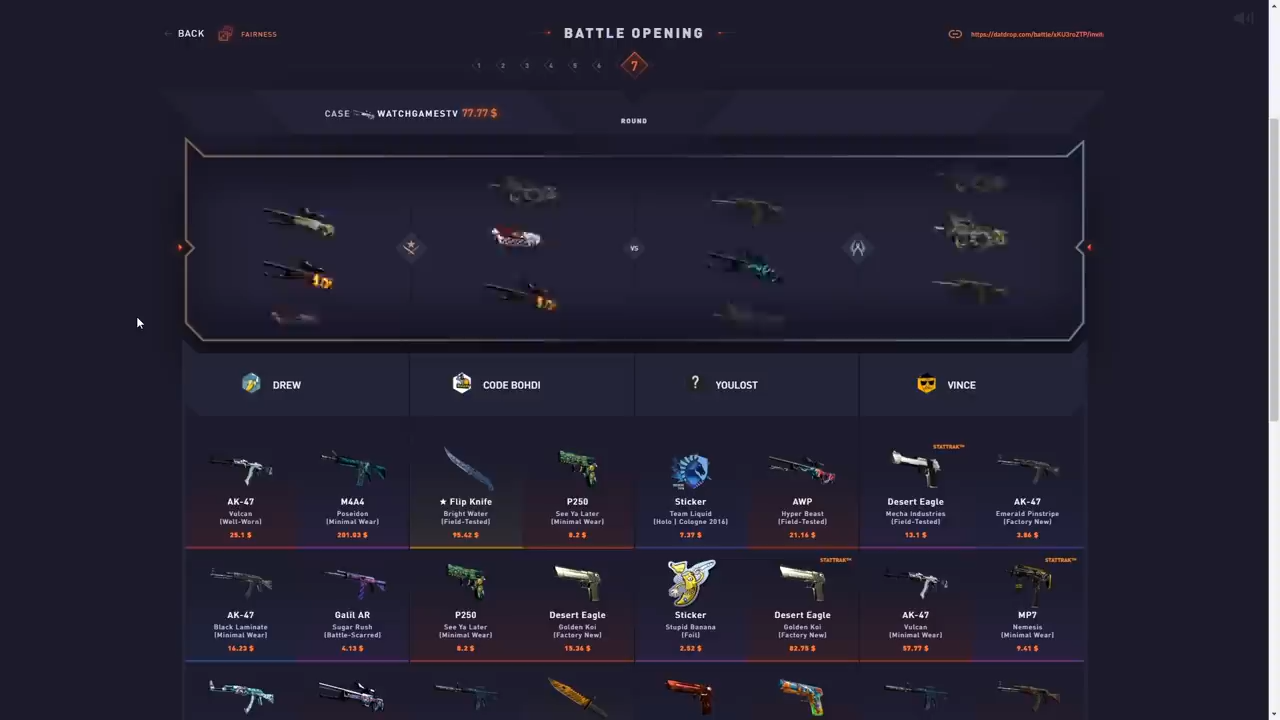 BACK
FAIRNESS
BATTLE OPENING
https://datdrop.com/battle/
1 2 3 4 5 6 7
CASE WATCHGAMESTV 77.77 $
ROUND
VS
DREW
CODE BOHDI
? YOULOST
VINCE
AK-47
Vulcan
(Well-Worn)
25.1 $
M4A4
Poseidon
(Minimal Wear)
201.83 $
★ Flip Knife
Bright Water
(Field-Tested)
95.42 $
P250
See Ya Later
(Minimal Wear)
8.2 $
Sticker
Team Liquid
(Holo) Cologne 2016)
7.37 $
AWP
Hyper Beast
(Field-Tested)
21.16 $
STATTRAK™
Desert Eagle
Mecha Industries
(Field-Tested)
13.1 $
AK-47
Emerald Pinstripe
(Factory New)
3.86 $
AK-47
Black Laminate
(Minimal Wear)
16.23 $
Galil AR
Sugar Rush
(Battle-Scarred)
4.13 $
P250
See Ya Later
(Minimal Wear)
8.2 $
Desert Eagle
Golden Koi
(Factory New)
15.36 $
Sticker
Stupid Banana
(Foil)
2.52 $
STATTRAK™
Desert Eagle
Golden Koi
(Factory New)
82.75 $
AK-47
Vulcan
(Minimal Wear)
57.77 $
STATTRAK™
MP7
Nemesis
(Minimal Wear)
9.41 $